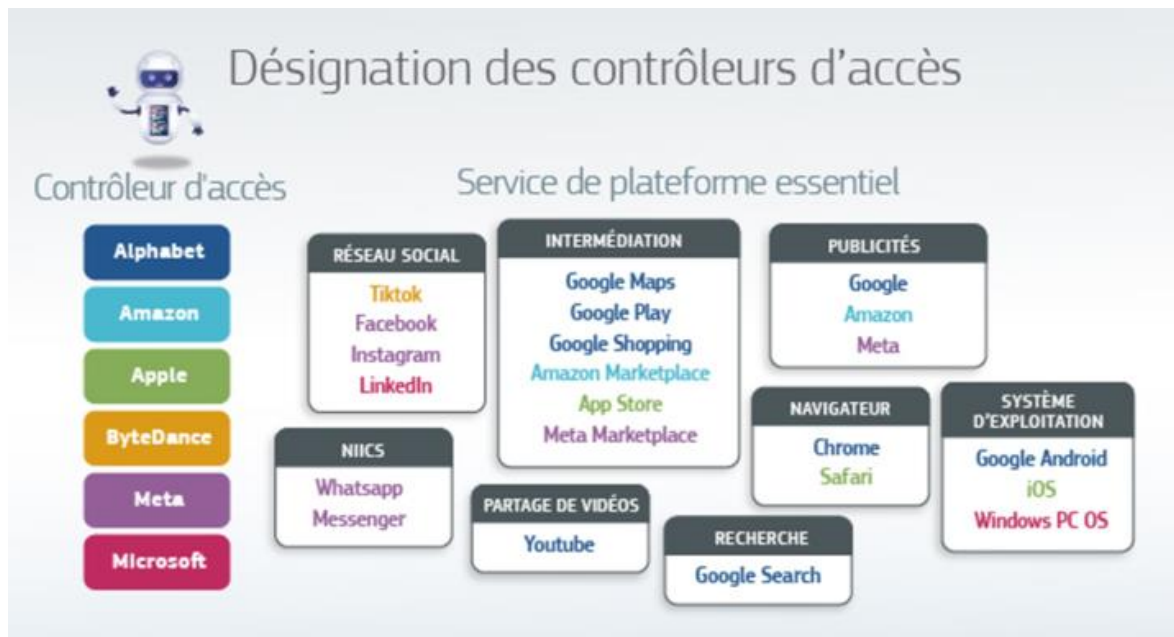 Désignation des contrôleurs d'accès
Contrôleur d'accès
Alphabet
Amazon
Apple
ByteDance
Meta
Microsoft
Service de plateforme essentiel
RÉSEAU SOCIAL
Tiktok
Facebook
Instagram
LinkedIn
INTERMÉDIATION
Google Maps
Google Play
Google Shopping
Amazon Marketplace
App Store
Meta Marketplace
PUBLICITÉS
Google
Amazon
Meta
NIICS
Whatsapp
Messenger
PARTAGE DE VIDÉOS
Youtube
NAVIGATEUR
Chrome
Safari
RECHERCHE
Google Search
SYSTÈME
D'EXPLOITATION
Google Android
iOS
Windows PC OS